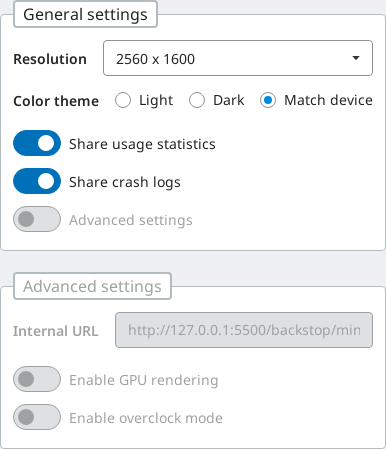 General settings
Resolution 2560 x 1600
Color theme Light Dark Match device
Share usage statistics
Share crash logs
Advanced settings
Advanced settings
Internal URL http://127.0.0.1:5500/backstop/min
Enable GPU rendering
Enable overclock mode